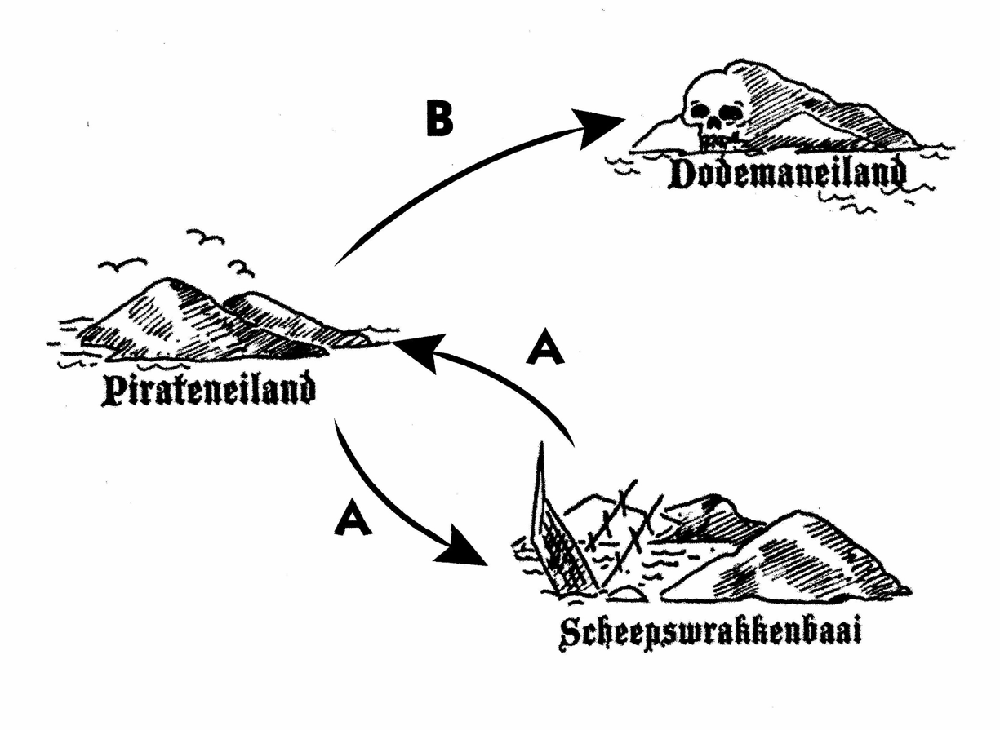 B
Dodemaneiland
A
Pirateneiland
A
Scheepswrakkenbaai